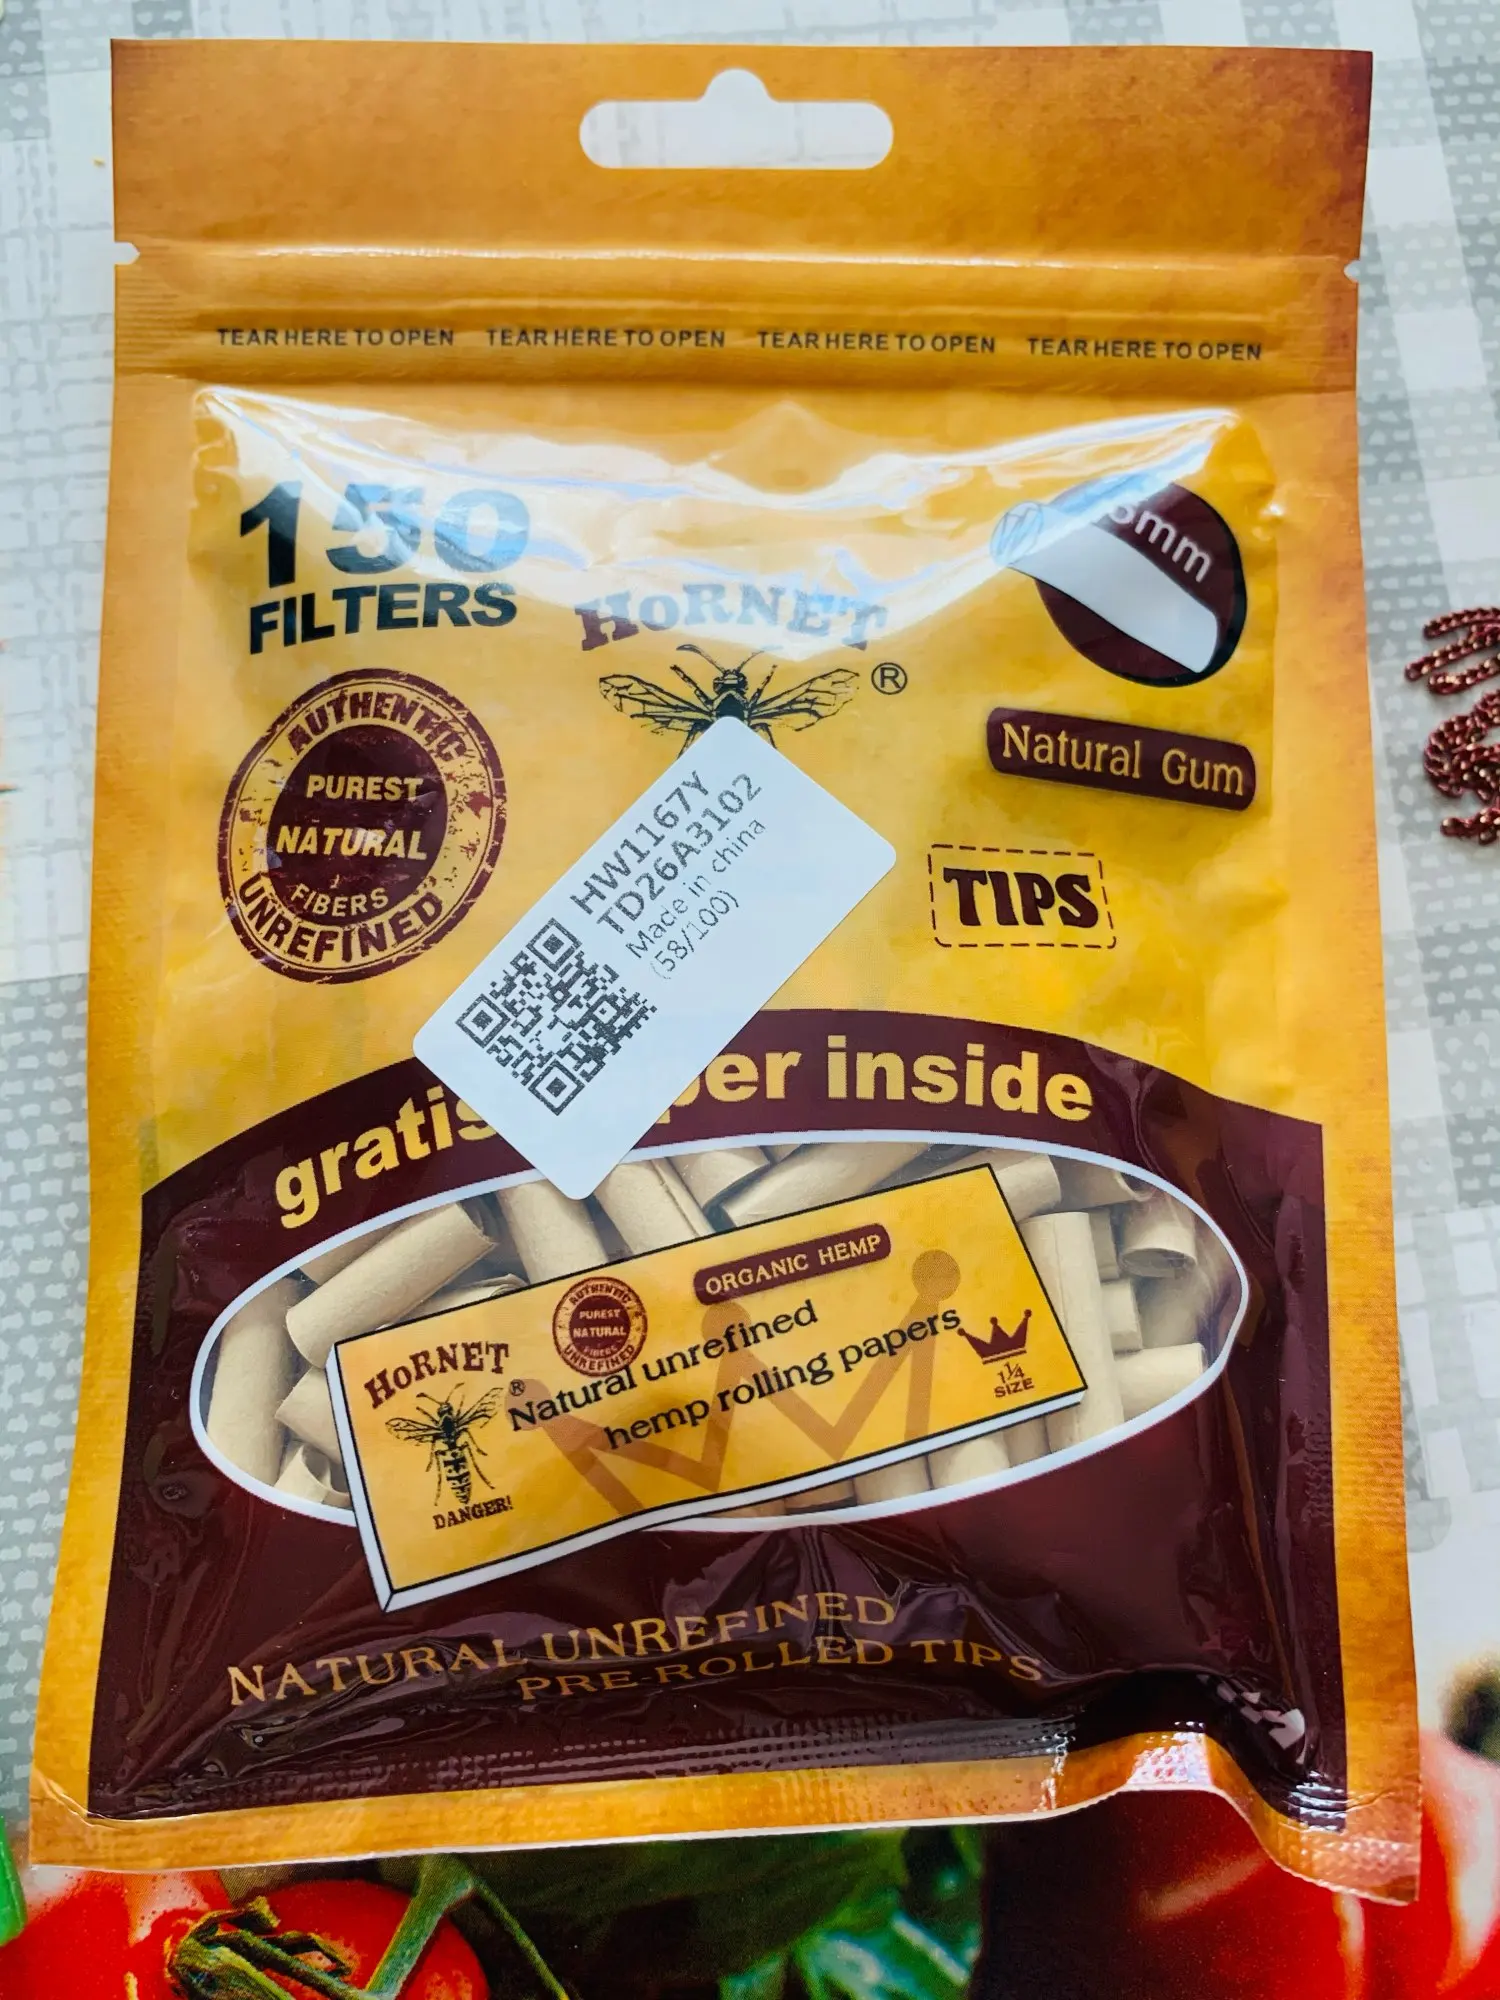 TEAR HERE TO OPEN TEAR HERE TO OPEN TEAR HERE TO OPEN TEAR HERE TO OPEN
150
FILTERS
HORNET
®
mm
Natural Gum
TIPS
AUTHENTIC
PUREST
NATURAL
FIBERS
UNREFINED
HW1167Y
TD26A3102
Made in china
(58/100)
gratis inside
ORGANIC HEMP
AUTHENTIC
PUREST
NATURAL
FIBERS
UNREFINED
HORNET
®
Natural unrefined
hemp rolling papers
1 1/4
SIZE
DANGER!
NATURAL UNREFINED
PRE-ROLLED TIPS